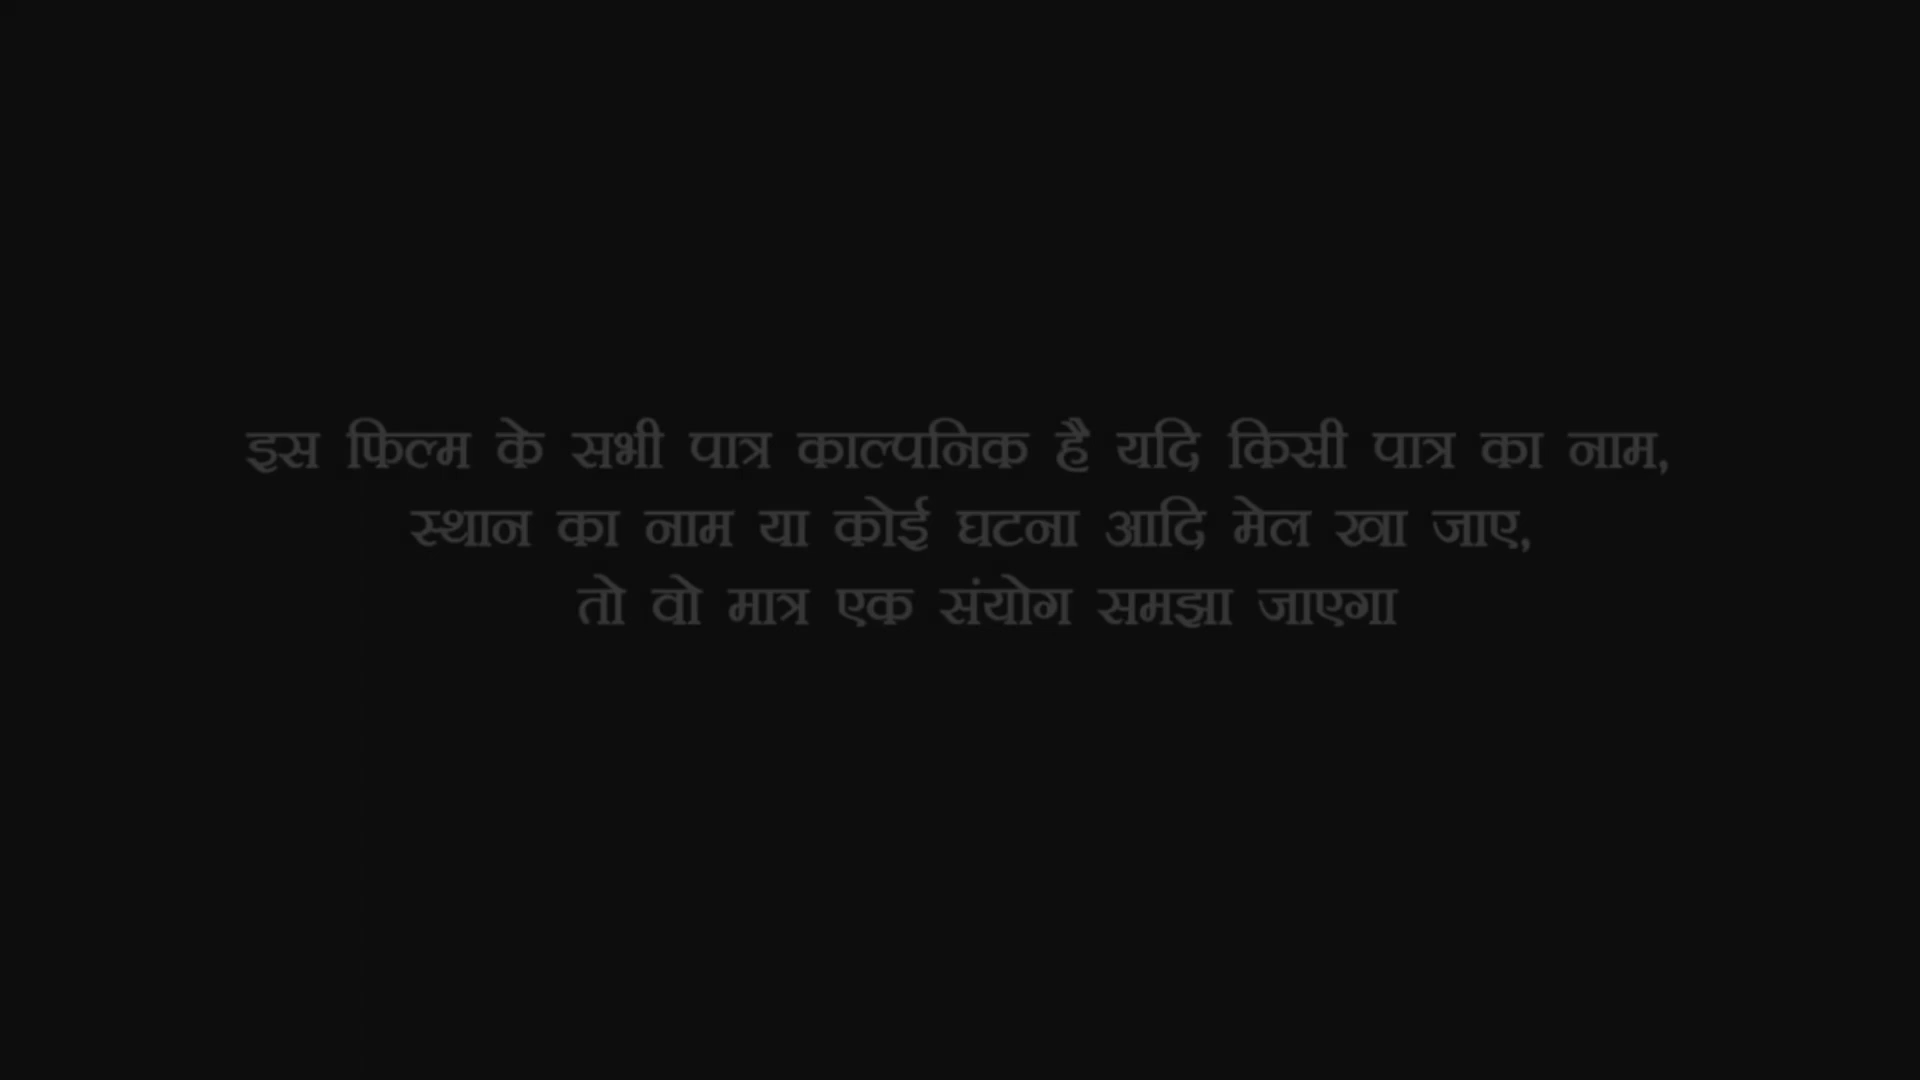 इस फिल्म के सभी पात्र काल्पनिक है यदि किसी पात्र का नाम,
स्थान का नाम या कोई घटना आदि मेल खा जाए,
तो वो मात्र एक संयोग समझा जाएगा